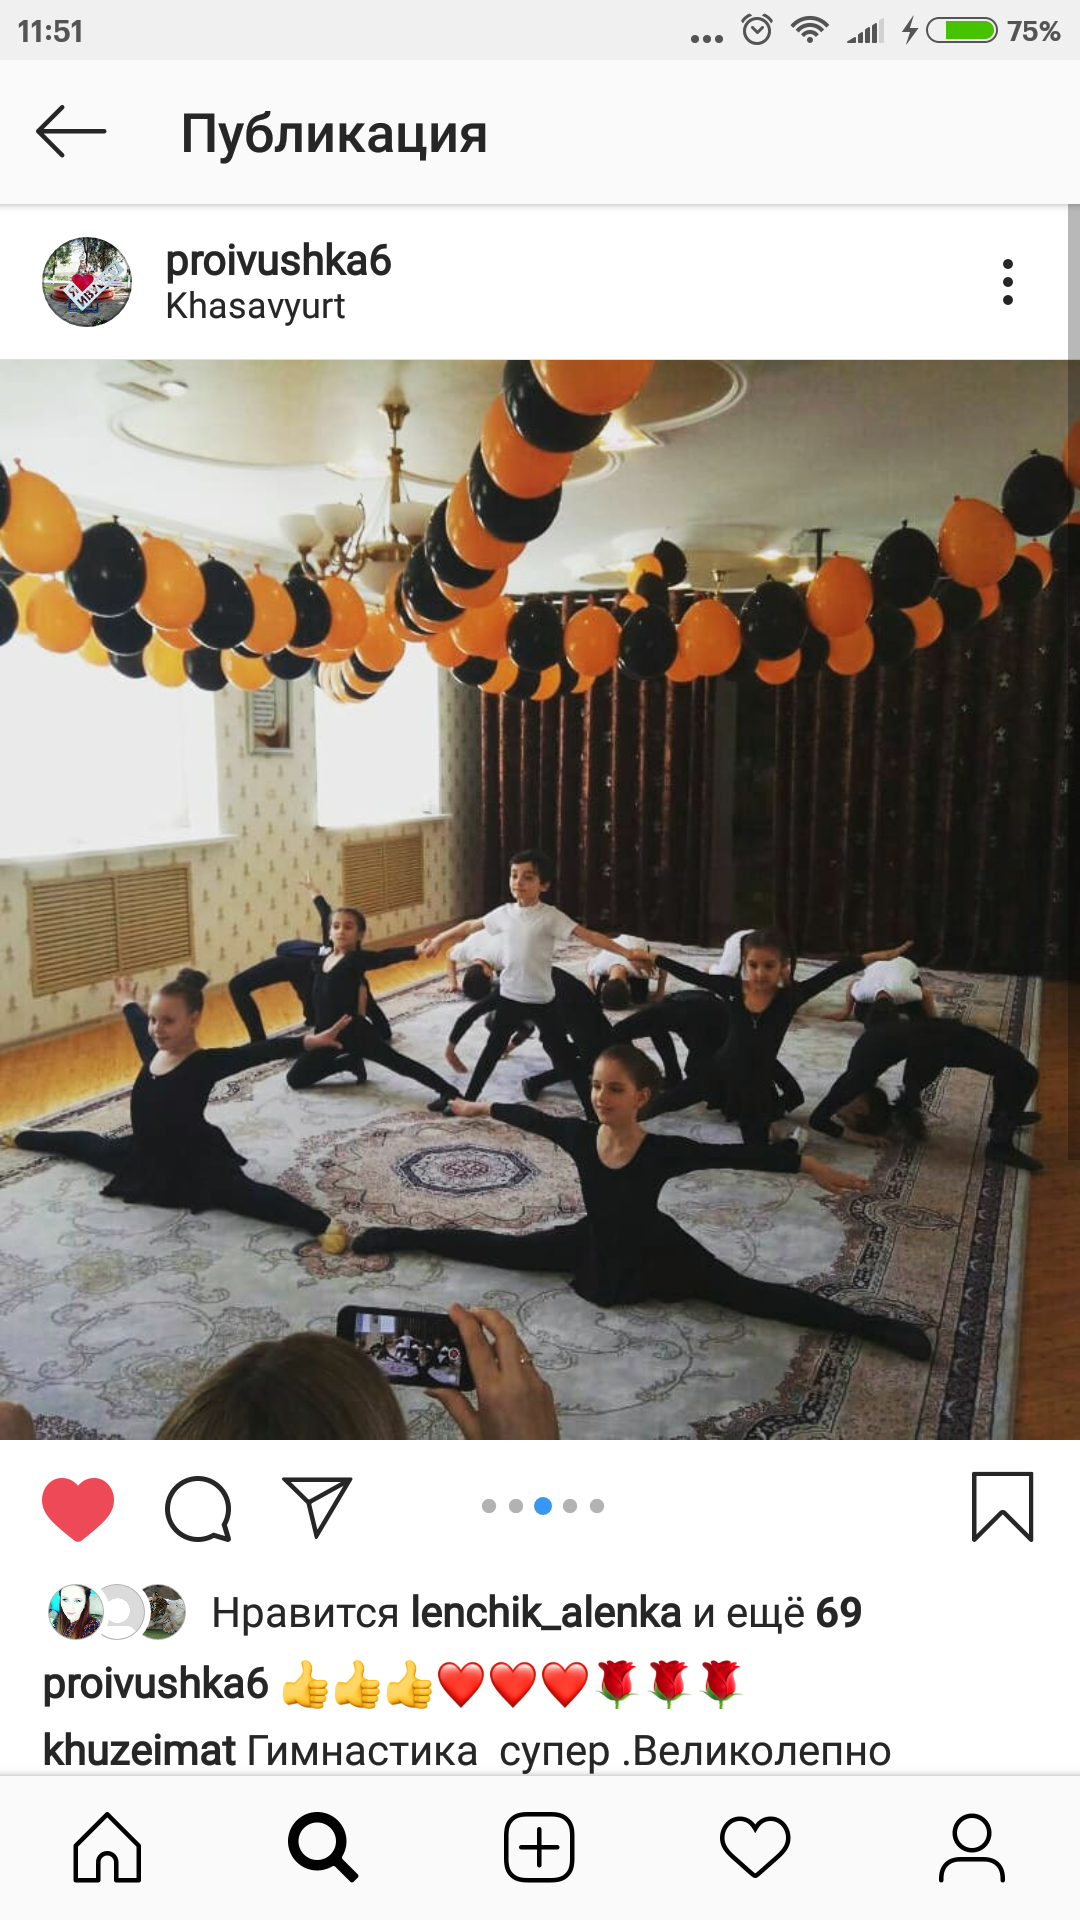 11:51
75%
Публикация
proivushka6
Khasavyurt
Нравится lenchik_alenka и ещё 69
proivushka6 👍👍👍❤️❤️❤️🌹🌹🌹
khuzeimat Гимнастика супер .Великолепно